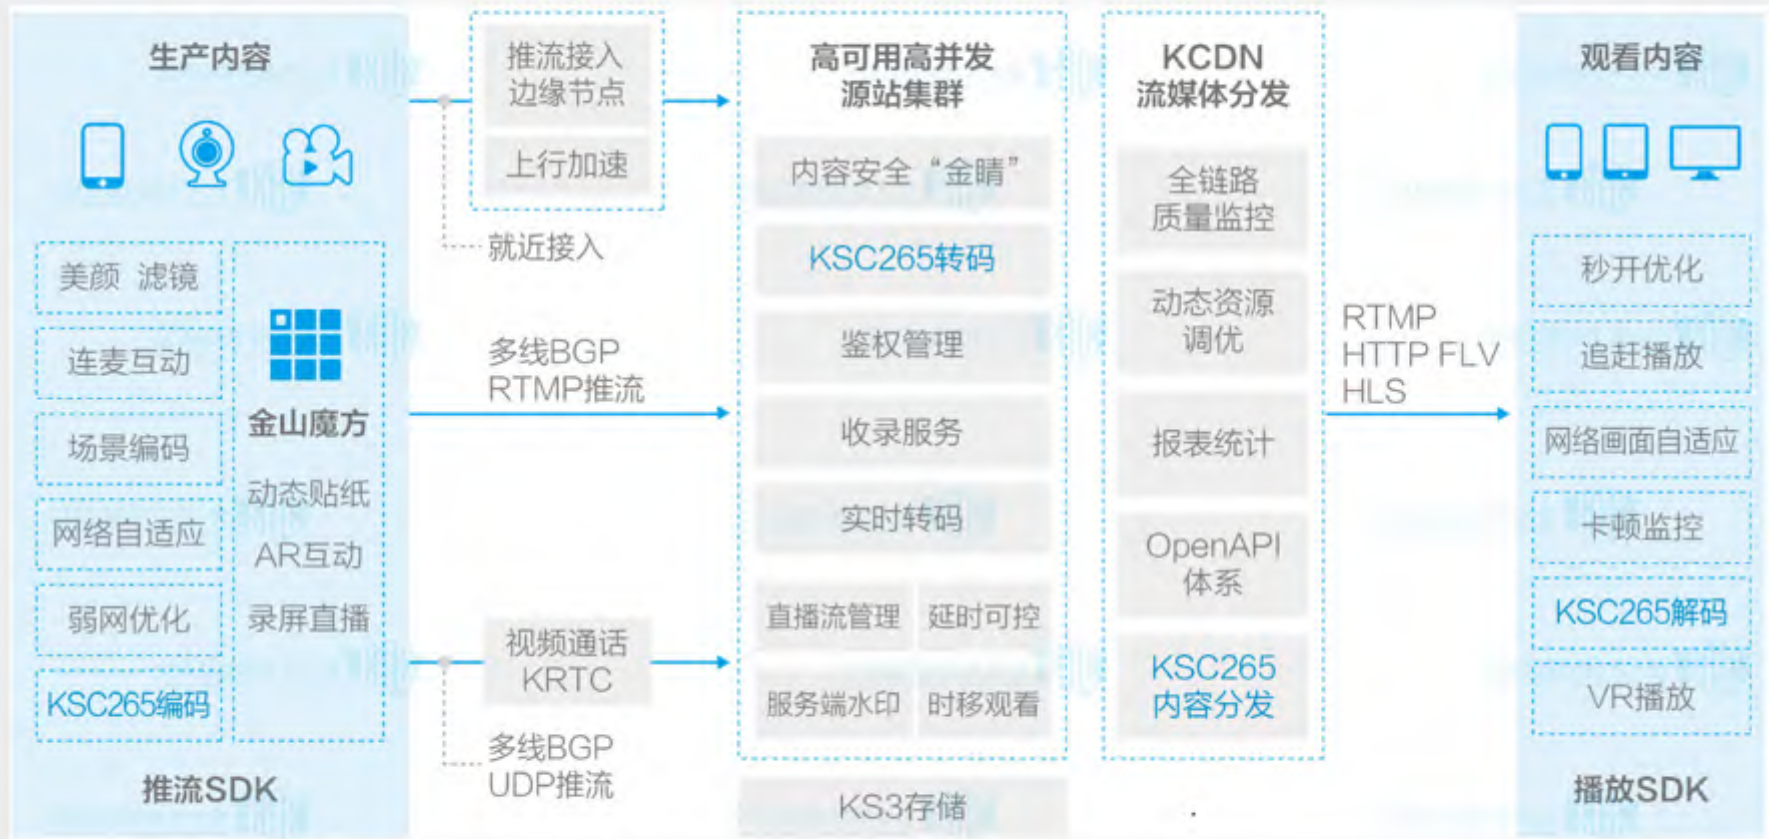 生产内容
美颜 滤镜
连麦互动
场景编码
网络自适应
弱网优化
KSC265编码
金山魔方
动态贴纸
AR互动
录屏直播
推流SDK
推流接入
边缘节点
上行加速
就近接入
多线BGP
RTMP推流
视频通话
KRTC
多线BGP
UDP推流
高可用高并发
源站集群
内容安全“金睛”
KSC265转码
鉴权管理
收录服务
实时转码
直播流管理 延时可控
服务端水印 时移观看
KS3存储
KCDN
流媒体分发
全链路
质量监控
动态资源
调优
报表统计
OpenAPI
体系
KSC265
内容分发
RTMP
HTTP FLV
HLS
观看内容
秒开优化
追赶播放
网络画面自适应
卡顿监控
KSC265解码
VR播放
播放SDK